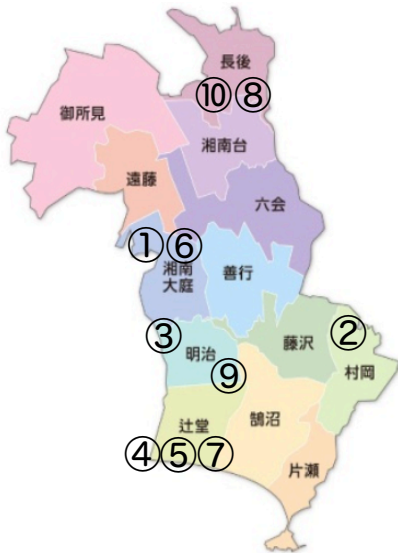 長後
⑩⑧
御所見
湘南台
遠藤
六会
①⑥
湘南
大庭
善行
③
藤沢
②
明治
村岡
⑨
辻堂
鵠沼
④⑤⑦
片瀬